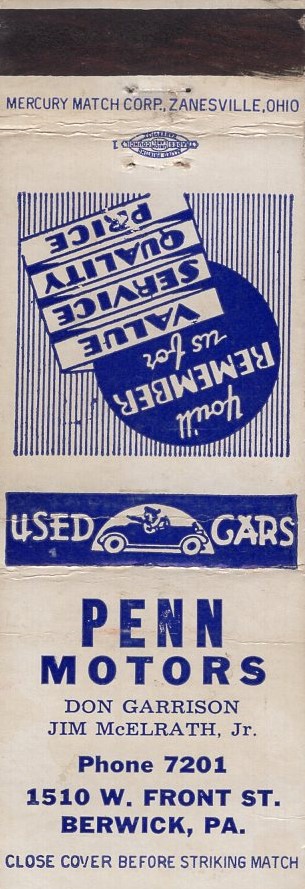 MERCURY MATCH CORP., ZANESVILLE, OHIO
You'll
REMEMBER
us for
VALUE
SERVICE
QUALITY
PRICE
USED CARS
PENN
MOTORS
DON GARRISON
JIM McELRATH, Jr.
Phone 7201
1510 W. FRONT ST.
BERWICK, PA.
CLOSE COVER BEFORE STRIKING MATCH